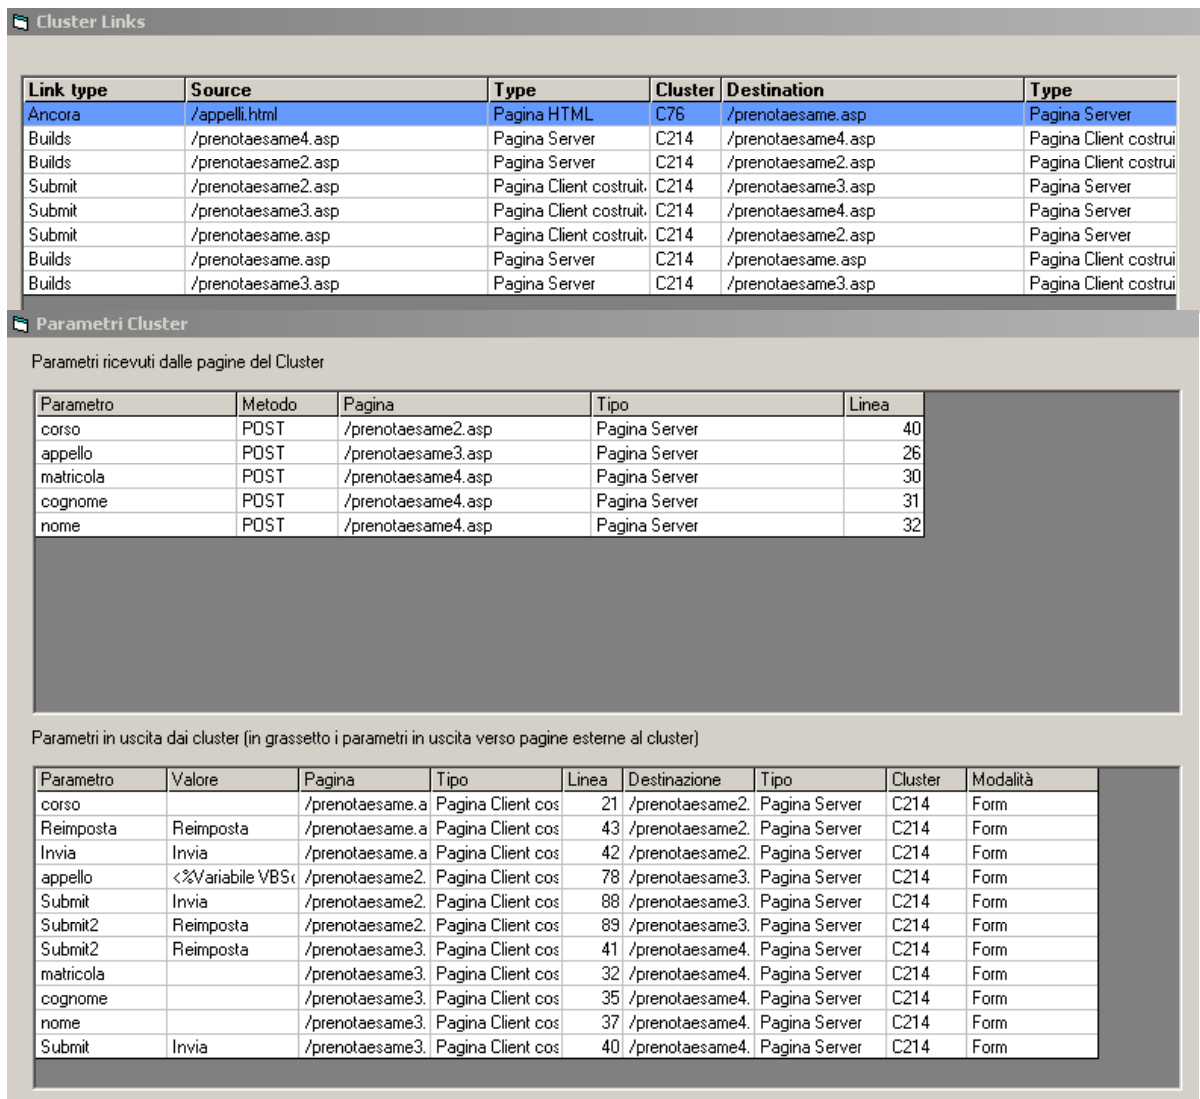 Cluster Links
Link type Source Type Cluster Destination Type
Ancora /appelli.html Pagina HTML C76 /prenotaesame.asp Pagina Server
Builds /prenotaesame4.asp Pagina Server C214 /prenotaesame4.asp Pagina Client costrui
Builds /prenotaesame2.asp Pagina Server C214 /prenotaesame2.asp Pagina Client costrui
Submit /prenotaesame2.asp Pagina Client costruit C214 /prenotaesame3.asp Pagina Server
Submit /prenotaesame3.asp Pagina Client costruit C214 /prenotaesame4.asp Pagina Server
Submit /prenotaesame.asp Pagina Client costruit C214 /prenotaesame2.asp Pagina Server
Builds /prenotaesame.asp Pagina Server C214 /prenotaesame.asp Pagina Client costrui
Builds /prenotaesame3.asp Pagina Server C214 /prenotaesame3.asp Pagina Client costrui
Parametri Cluster
Parametri ricevuti dalle pagine del Cluster
Parametro Metodo Pagina Tipo Linea
corso POST /prenotaesame2.asp Pagina Server 40
appello POST /prenotaesame3.asp Pagina Server 26
matricola POST /prenotaesame4.asp Pagina Server 30
cognome POST /prenotaesame4.asp Pagina Server 31
nome POST /prenotaesame4.asp Pagina Server 32
Parametri in uscita dai cluster (in grassetto i parametri in uscita verso pagine esterne al cluster)
Parametro Valore Pagina Tipo Linea Destinazione Tipo Cluster Modalità
corso /prenotaesame.a Pagina Client cos 21 /prenotaesame2. Pagina Server C214 Form
Reimposta Reimposta /prenotaesame.a Pagina Client cos 43 /prenotaesame2. Pagina Server C214 Form
Invia Invia /prenotaesame.a Pagina Client cos 42 /prenotaesame2. Pagina Server C214 Form
appello <%Variabile VBSc /prenotaesame2. Pagina Client cos 78 /prenotaesame3. Pagina Server C214 Form
Submit Invia /prenotaesame2. Pagina Client cos 88 /prenotaesame3. Pagina Server C214 Form
Submit2 Reimposta /prenotaesame2. Pagina Client cos 89 /prenotaesame3. Pagina Server C214 Form
Submit2 Reimposta /prenotaesame3. Pagina Client cos 41 /prenotaesame4. Pagina Server C214 Form
matricola /prenotaesame3. Pagina Client cos 32 /prenotaesame4. Pagina Server C214 Form
cognome /prenotaesame3. Pagina Client cos 35 /prenotaesame4. Pagina Server C214 Form
nome /prenotaesame3. Pagina Client cos 37 /prenotaesame4. Pagina Server C214 Form
Submit Invia /prenotaesame3. Pagina Client cos 40 /prenotaesame4. Pagina Server C214 Form